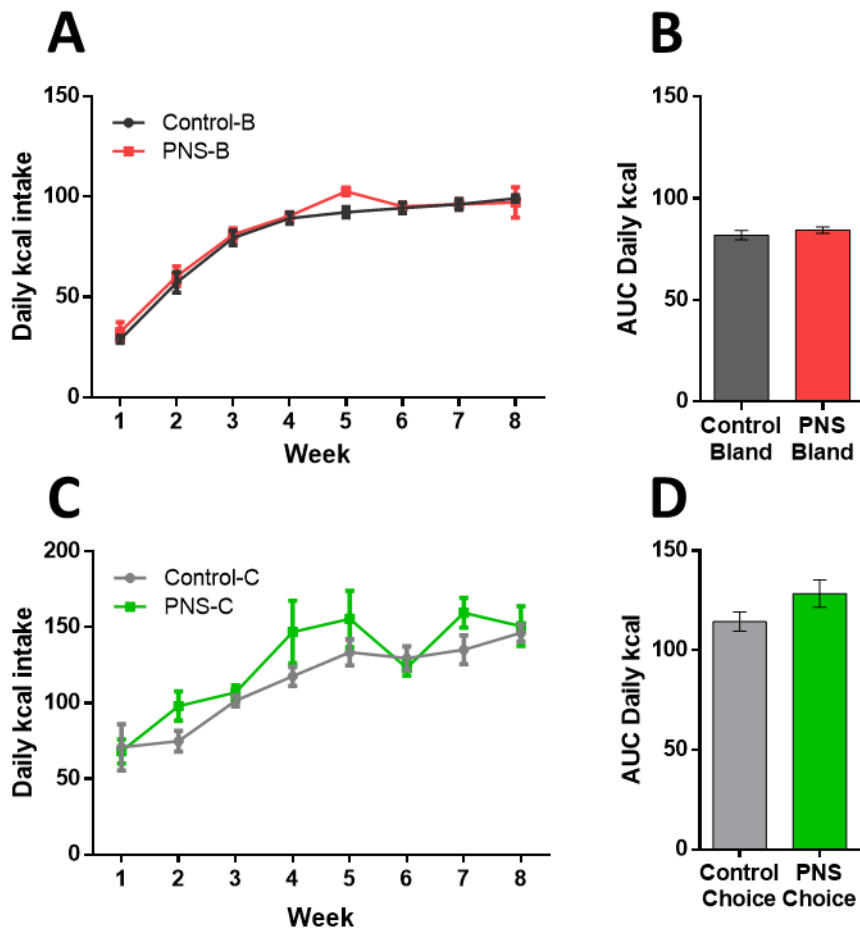 A
Daily kcal intake
150
100
50
0
Control-B
PNS-B
1 2 3 4 5 6 7 8
Week
B
AUC Daily kcal
150
100
50
0
Control PNS
Bland Bland
C
Daily kcal intake
200
150
100
50
0
Control-C
PNS-C
1 2 3 4 5 6 7 8
Week
D
AUC Daily kcal
150
100
50
0
Control PNS
Choice Choice